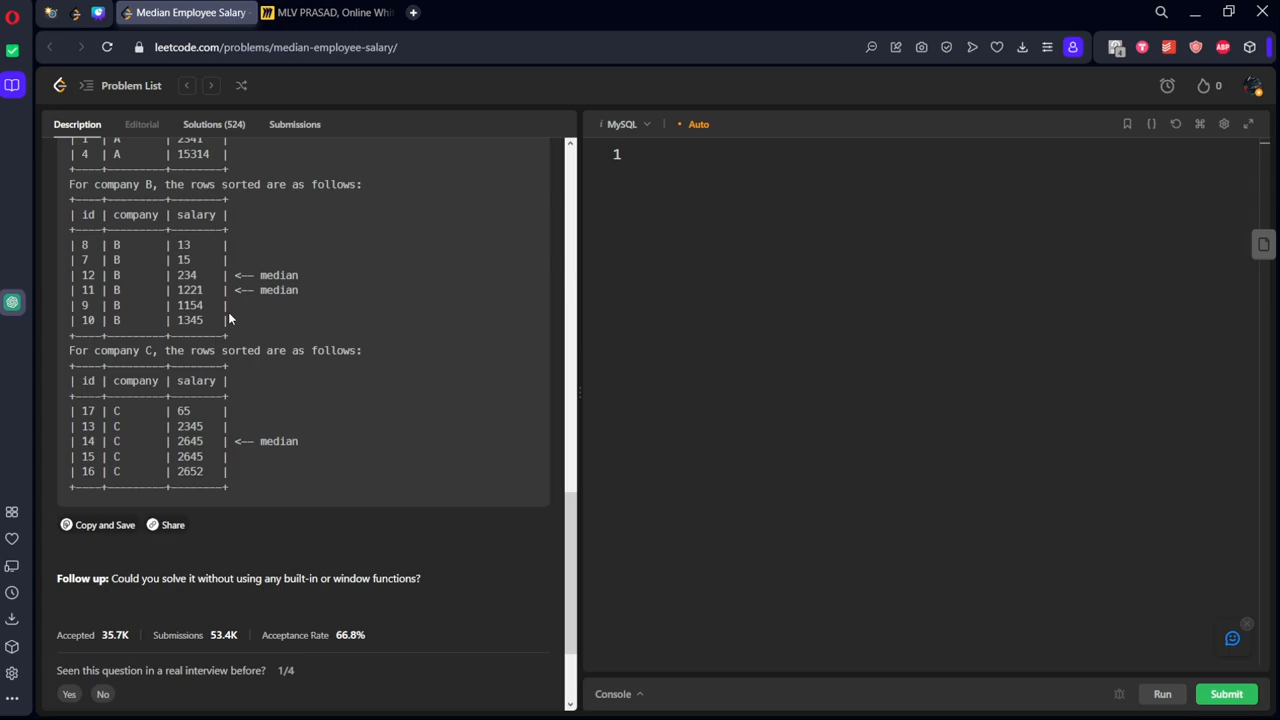 Median Employee Salary
MLV PRASAD, Online Whi
leetcode.com/problems/median-employee-salary/
4
ABP
Problem List
0
Description Editorial Solutions (524) Submissions
| 1 | A | 2341 |
| 4 | A | 15314 |
+----+---------+--------+
For company B, the rows sorted are as follows:
+----+---------+--------+
| id | company | salary |
+----+---------+--------+
| 8 | B | 13 |
| 7 | B | 15 |
| 12 | B | 234 | <-- median
| 11 | B | 1221 | <-- median
| 9 | B | 1154 |
| 10 | B | 1345 |
+----+---------+--------+
For company C, the rows sorted are as follows:
+----+---------+--------+
| id | company | salary |
+----+---------+--------+
| 17 | C | 65 |
| 13 | C | 2345 |
| 14 | C | 2645 | <-- median
| 15 | C | 2645 |
| 16 | C | 2652 |
+----+---------+--------+
Copy and Save Share
Follow up: Could you solve it without using any built-in or window functions?
Accepted 35.7K Submissions 53.4K Acceptance Rate 66.8%
Seen this question in a real interview before? 1/4
Yes No
i MySQL • Auto
{}
1
Console Run Submit